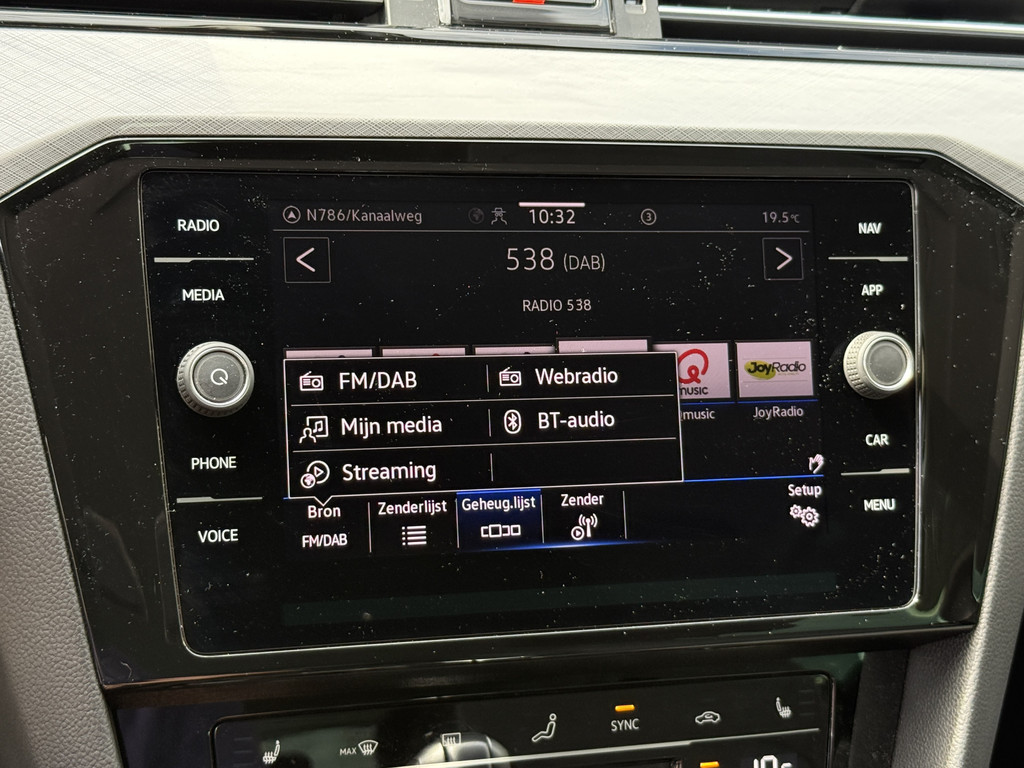 RADIO
MEDIA
PHONE
VOICE
N786/Kanaalweg
10:32
3
19.5°C
538 (DAB)
RADIO 538
FM/DAB
Webradio
Mijn media
BT-audio
Streaming
MUSIC
music
JoyRadio
JoyRadio
Bron
FM/DAB
Zenderlijst
Geheug.lijst
Zender
Setup
NAV
APP
CAR
MENU
MAX
SYNC